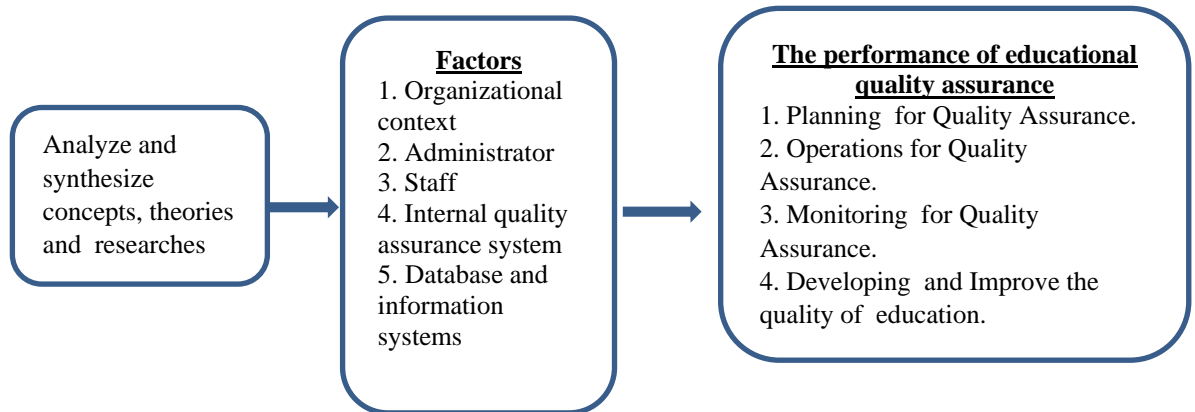 Analyze and
synthesize
concepts, theories
and  researches
Factors
1. Organizational
context
2. Administrator
3. Staff
4. Internal quality
assurance system
5. Database and
information
systems
The performance of educational
quality assurance
1. Planning  for Quality Assurance.
2. Operations for Quality
Assurance.
3. Monitoring  for Quality
Assurance.
4. Developing  and Improve the
quality of  education.